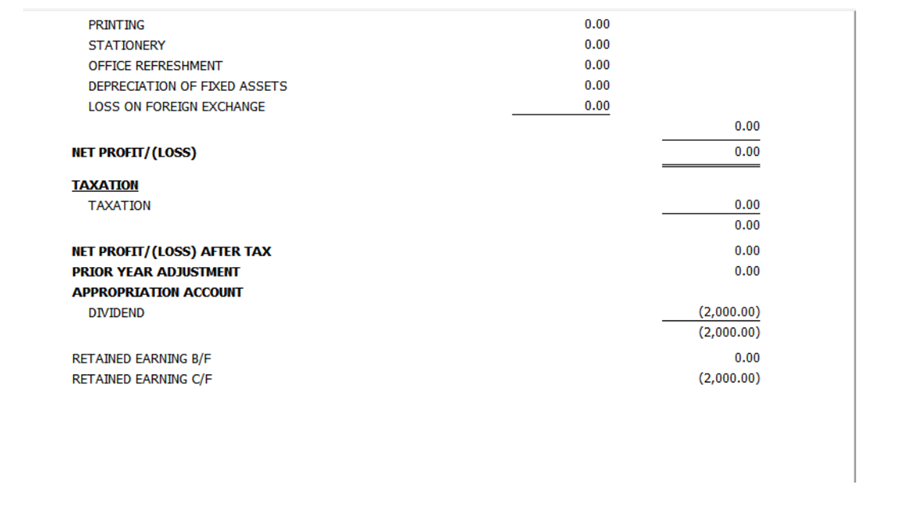 PRINTING 0.00
STATIONERY 0.00
OFFICE REFRESHMENT 0.00
DEPRECIATION OF FIXED ASSETS 0.00
LOSS ON FOREIGN EXCHANGE 0.00
0.00
NET PROFIT/(LOSS) 0.00
TAXATION
TAXATION 0.00
0.00
NET PROFIT/(LOSS) AFTER TAX 0.00
PRIOR YEAR ADJUSTMENT 0.00
APPROPRIATION ACCOUNT
DIVIDEND (2,000.00)
(2,000.00)
RETAINED EARNING B/F 0.00
RETAINED EARNING C/F (2,000.00)